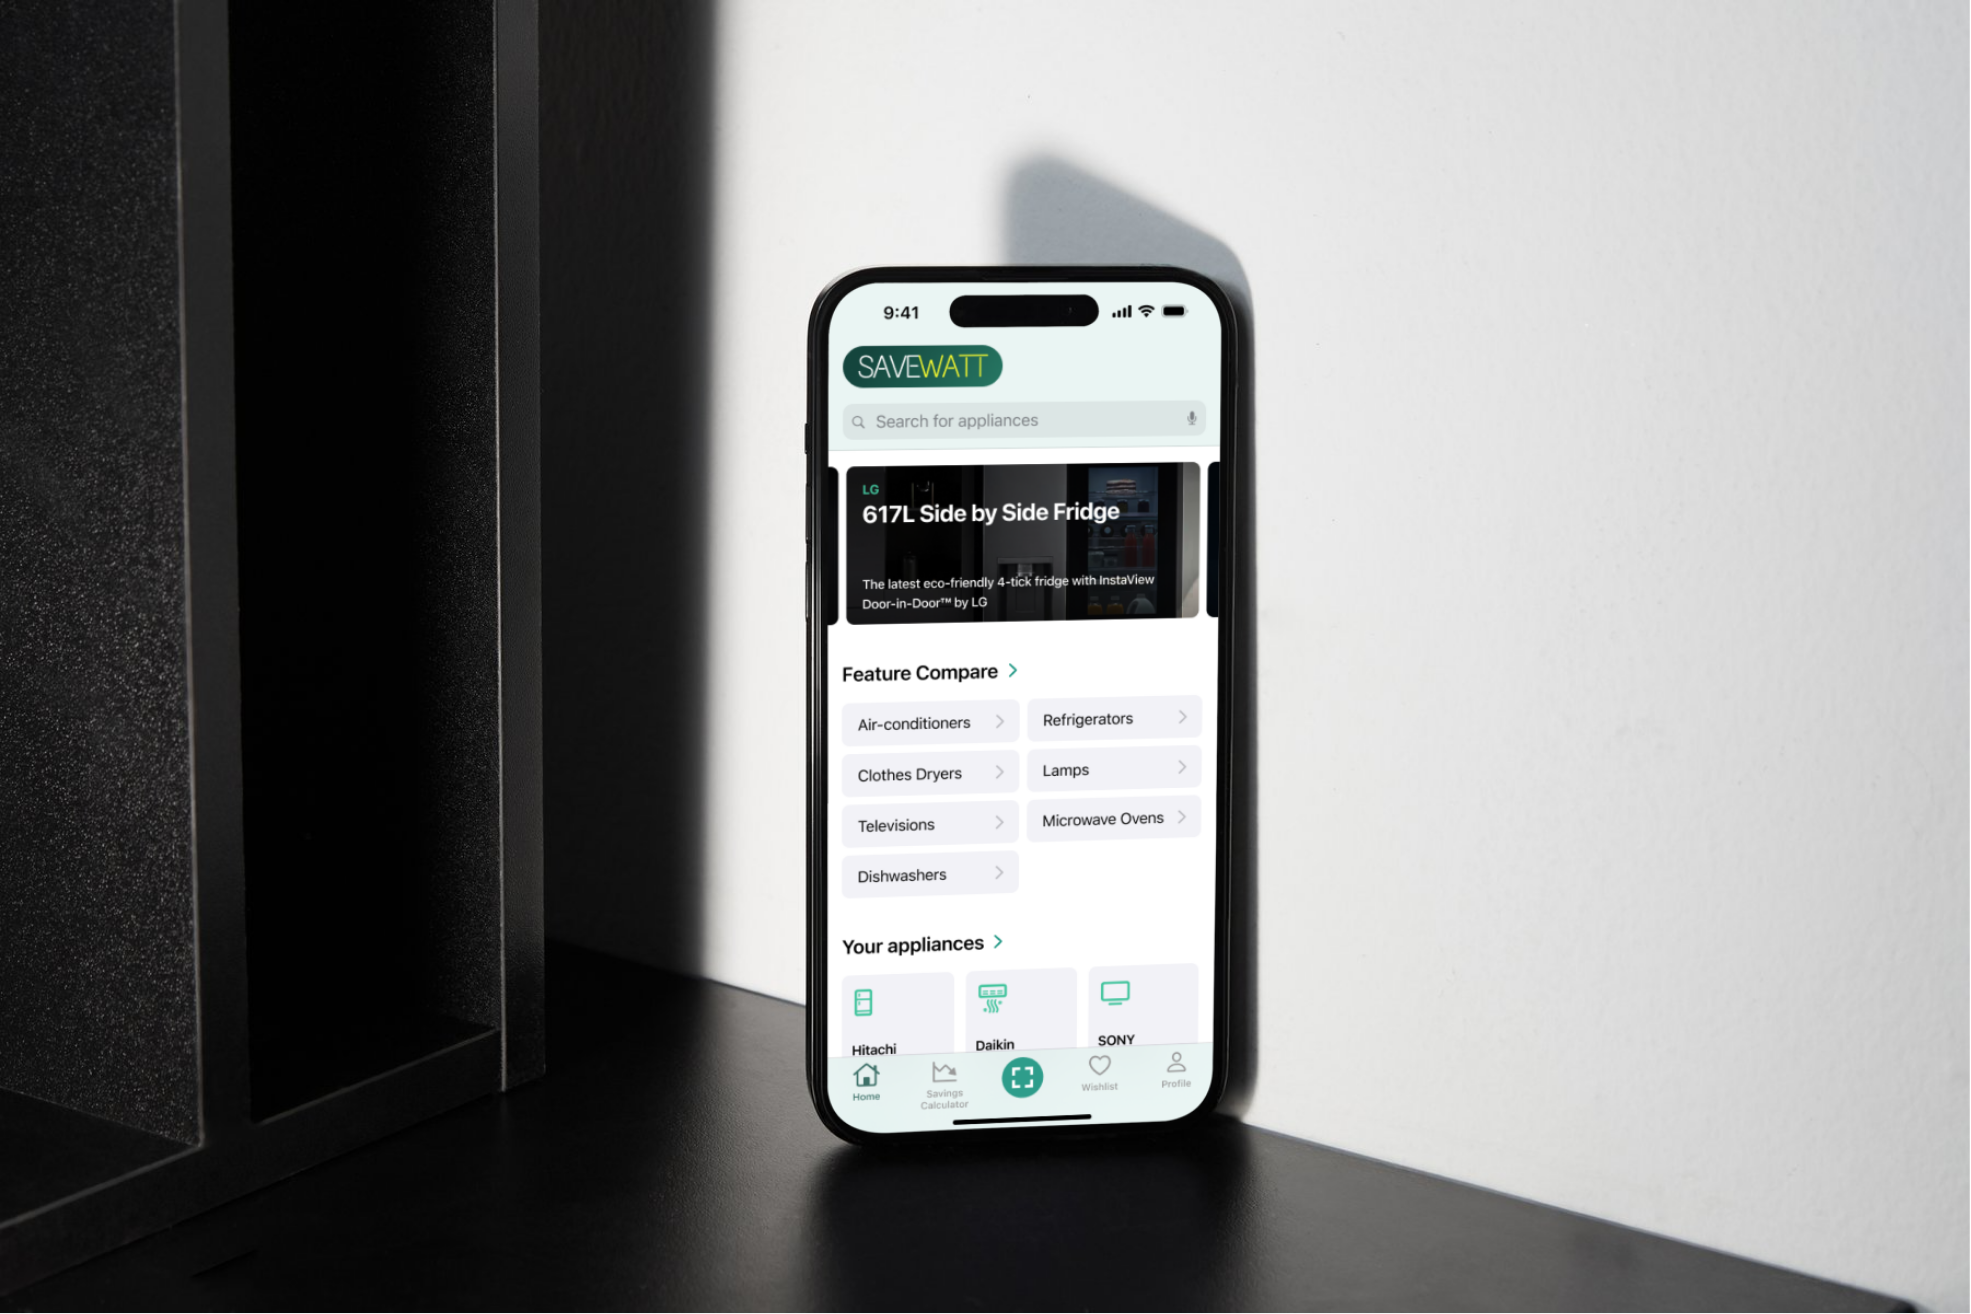 9:41
SAVEWATT
Search for appliances
LG
617L Side by Side Fridge
The latest eco-friendly 4-tick fridge with InstaView
Door-in-Door™ by LG
Feature Compare
Air-conditioners
Refrigerators
Clothes Dryers
Lamps
Televisions
Microwave Ovens
Dishwashers
Your appliances
Hitachi
Daikin
SONY
Home
Savings
Calculator
Wishlist
Profile